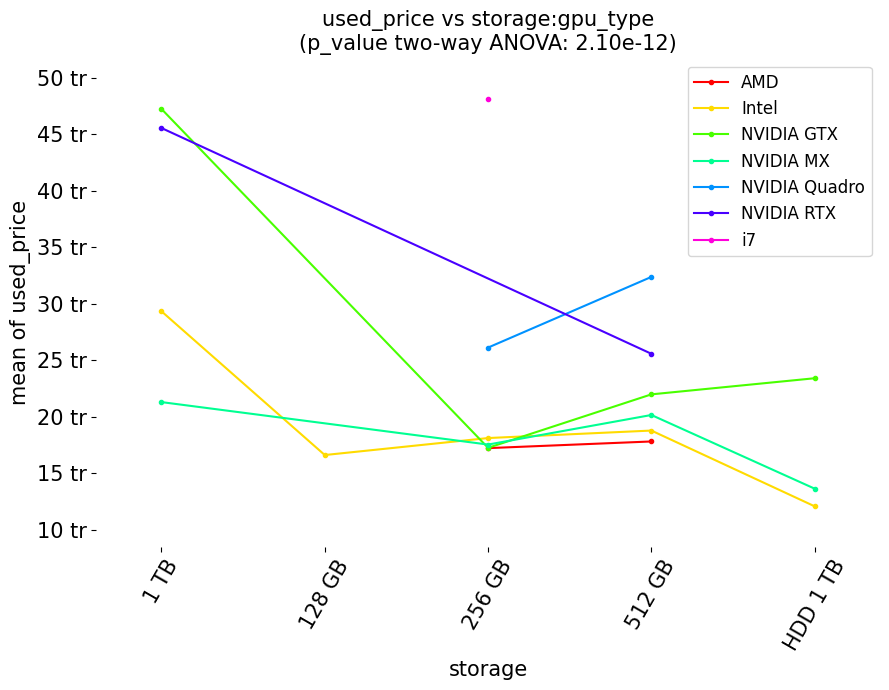 used_price vs storage:gpu_type
(p_value two-way ANOVA: 2.10e-12)
50 tr
45 tr
40 tr
35 tr
30 tr
25 tr
20 tr
15 tr
10 tr
mean of used_price
AMD
Intel
NVIDIA GTX
NVIDIA MX
NVIDIA Quadro
NVIDIA RTX
i7
1 TB
128 GB
256 GB
512 GB
HDD 1 TB
storage